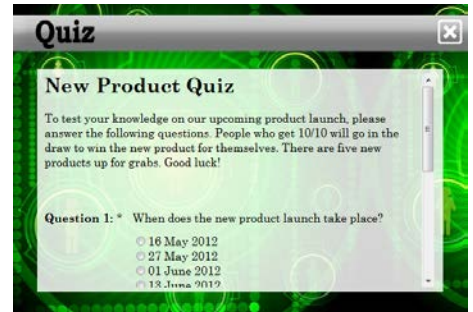 Quiz
New Product Quiz
To test your knowledge on our upcoming product launch, please
answer the following questions. People who get 10/10 will go in the
draw to win the new product for themselves. There are five new
products up for grabs. Good luck!
Question 1: * When does the new product launch take place?
16 May 2012
27 May 2012
01 June 2012
13 June 2012